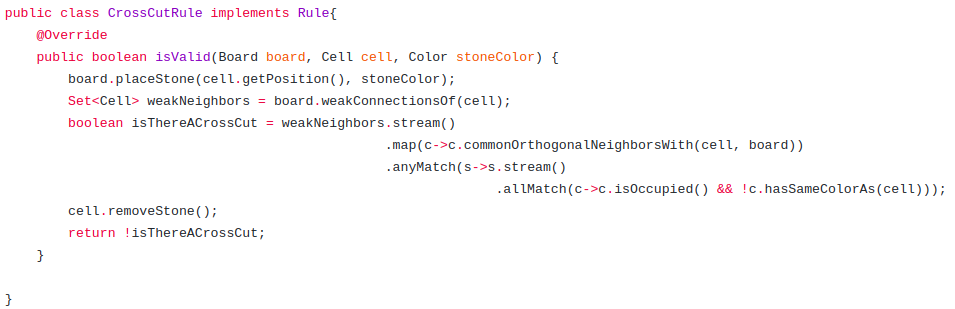 public class CrossCutRule implements Rule{
    @Override
    public boolean isValid(Board board, Cell cell, Color stoneColor) {
        board.placeStone(cell.getPosition(), stoneColor);
        Set<Cell> weakNeighbors = board.weakConnectionsOf(cell);
        boolean isThereACrossCut = weakNeighbors.stream()
                                                .map(c->c.commonOrthogonalNeighborsWith(cell, board))
                                                .anyMatch(s->s.stream()
                                                              .allMatch(c->c.isOccupied() && !c.hasSameColorAs(cell)));
        cell.removeStone();
        return !isThereACrossCut;
    }
}